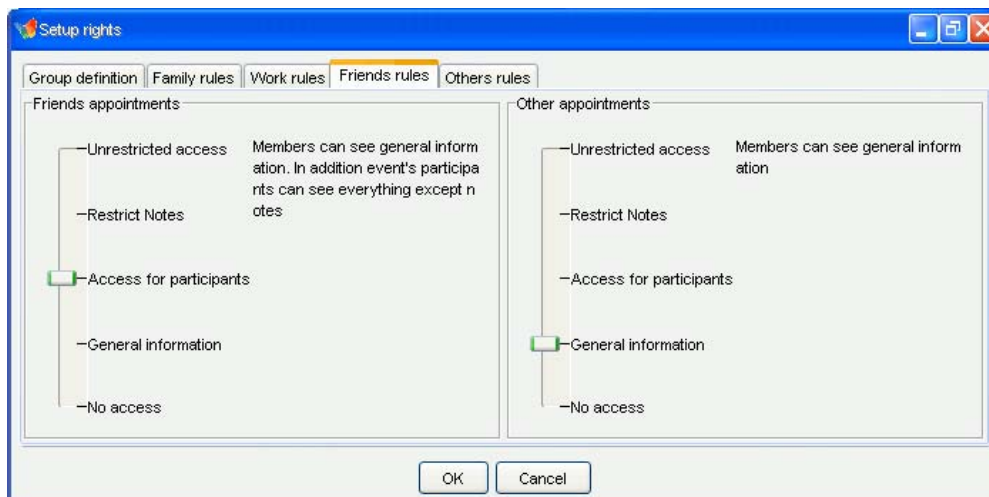 Setup rights
Group definition Family rules Work rules Friends rules Others rules
Friends appointments
Unrestricted access
Restrict Notes
Access for participants
General information
No access
Members can see general inform
ation. In addition event's participa
nts can see everything except n
otes
Other appointments
Unrestricted access
Restrict Notes
Access for participants
General information
No access
Members can see general inform
ation
OK Cancel